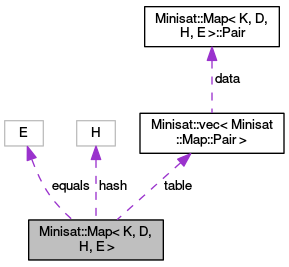 Minisat::Map< K, D,
H, E >::Pair
data
E
H
Minisat::vec< Minisat
::Map::Pair >
equals
hash
table
Minisat::Map< K, D,
H, E >